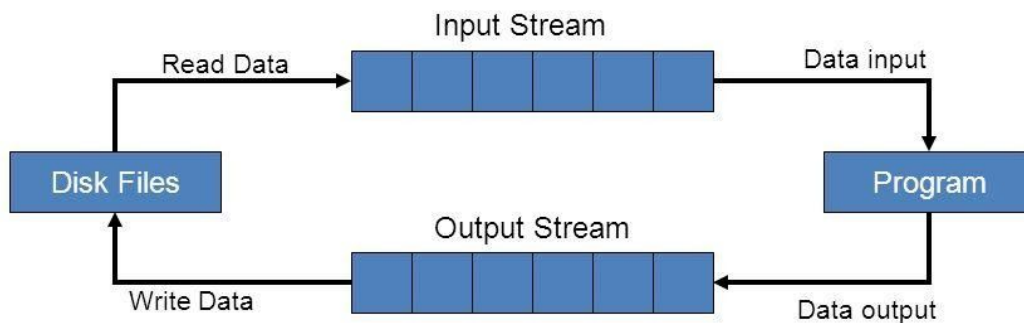 Input Stream
Read Data
Data input
Disk Files
Program
Output Stream
Write Data
Data output